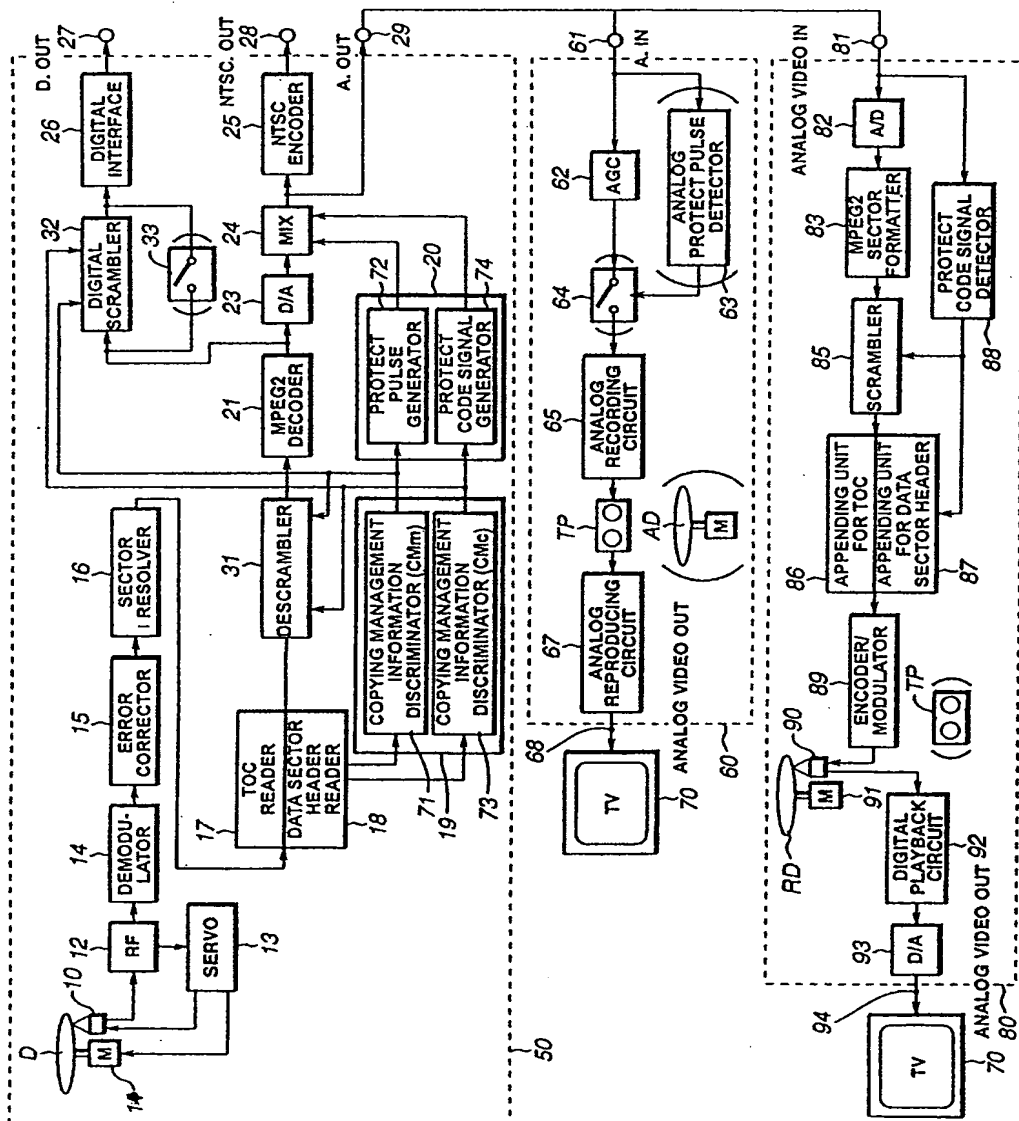 D
10
M
11
12
RF
13
SERVO
14
DEMODU-
LATOR
15
ERROR
CORRECTOR
16
SECTOR
RESOLVER
17
TOC
READER
DATA SECTOR
HEADER
READER
18
31
DESCRAMBLER
21
MPEG2
DECODER
23
D/A
24
MIX
25
NTSC
ENCODER
NTSC. OUT
28
A. OUT
29
32
DIGITAL
SCRAMBLER
33
26
DIGITAL
INTERFACE
D. OUT
27
71
COPYING MANAGEMENT
INFORMATION
DISCRIMINATOR (CMm)
COPYING MANAGEMENT
INFORMATION
DISCRIMINATOR (CMc)
73
19
72
PROTECT
PULSE
GENERATOR
20
PROTECT
CODE SIGNAL
GENERATOR
74
50
61
A. IN
62
AGC
ANALOG
PROTECT PULSE
DETECTOR
63
64
65
ANALOG
RECORDING
CIRCUIT
TP
AD
M
67
ANALOG
REPRODUCING
CIRCUIT
68
ANALOG VIDEO OUT
TV
70
60
ANALOG VIDEO IN
81
82
A/D
83
MPEG2
SECTOR
FORMATTER
PROTECT
CODE SIGNAL
DETECTOR
88
85
SCRAMBLER
86
APPENDING UNIT
FOR TOC
APPENDING UNIT
FOR DATA
SECTOR HEADER
87
89
ENCODER/
MODULATOR
TP
90
M
91
RD
DIGITAL
PLAYBACK
CIRCUIT
92
93
D/A
94
ANALOG VIDEO OUT
TV
70
80